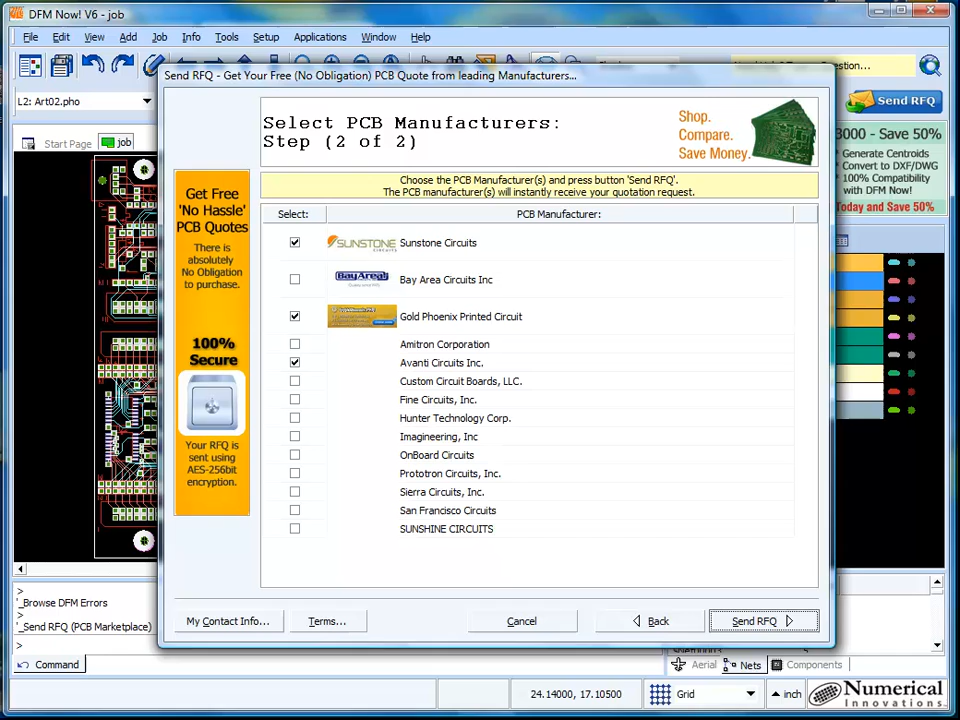 DFM Now! V6 - job
File Edit View Add Job Info Tools Setup Applications Window Help
Send RFQ - Get Your Free (No Obligation) PCB Quote from leading Manufacturers...
L2: Art02.pho
Send RFQ
Start Page job
Select PCB Manufacturers:
Step (2 of 2)
Shop.
Compare.
Save Money.
3000 - Save 50%
Generate Centroids
Convert to DXF/DWG
100% Compatibility
with DFM Now!
Today and Save 50%
Choose the PCB Manufacturer(s) and press button 'Send RFQ'.
The PCB manufacturer(s) will instantly receive your quotation request.
Get Free
'No Hassle'
PCB Quotes
There is
absolutely
No Obligation
to purchase.
100%
Secure
Your RFQ is
sent using
AES-256bit
encryption.
Select: PCB Manufacturer:
SUNSTONE CIRCUITS Sunstone Circuits
BayArea Bay Area Circuits Inc
Gold Phoenix Printed Circuit
Amitron Corporation
Avanti Circuits Inc.
Custom Circuit Boards, LLC.
Fine Circuits, Inc.
Hunter Technology Corp.
Imagineering, Inc
OnBoard Circuits
Prototron Circuits, Inc.
Sierra Circuits, Inc.
San Francisco Circuits
SUNSHINE CIRCUITS
>
'_Browse DFM Errors
>
'_Send RFQ (PCB Marketplace)
>
My Contact Info... Terms... Cancel Back Send RFQ
Command
Aerial Nets Components
24.14000, 17.10500 Grid inch
Numerical
Innovations